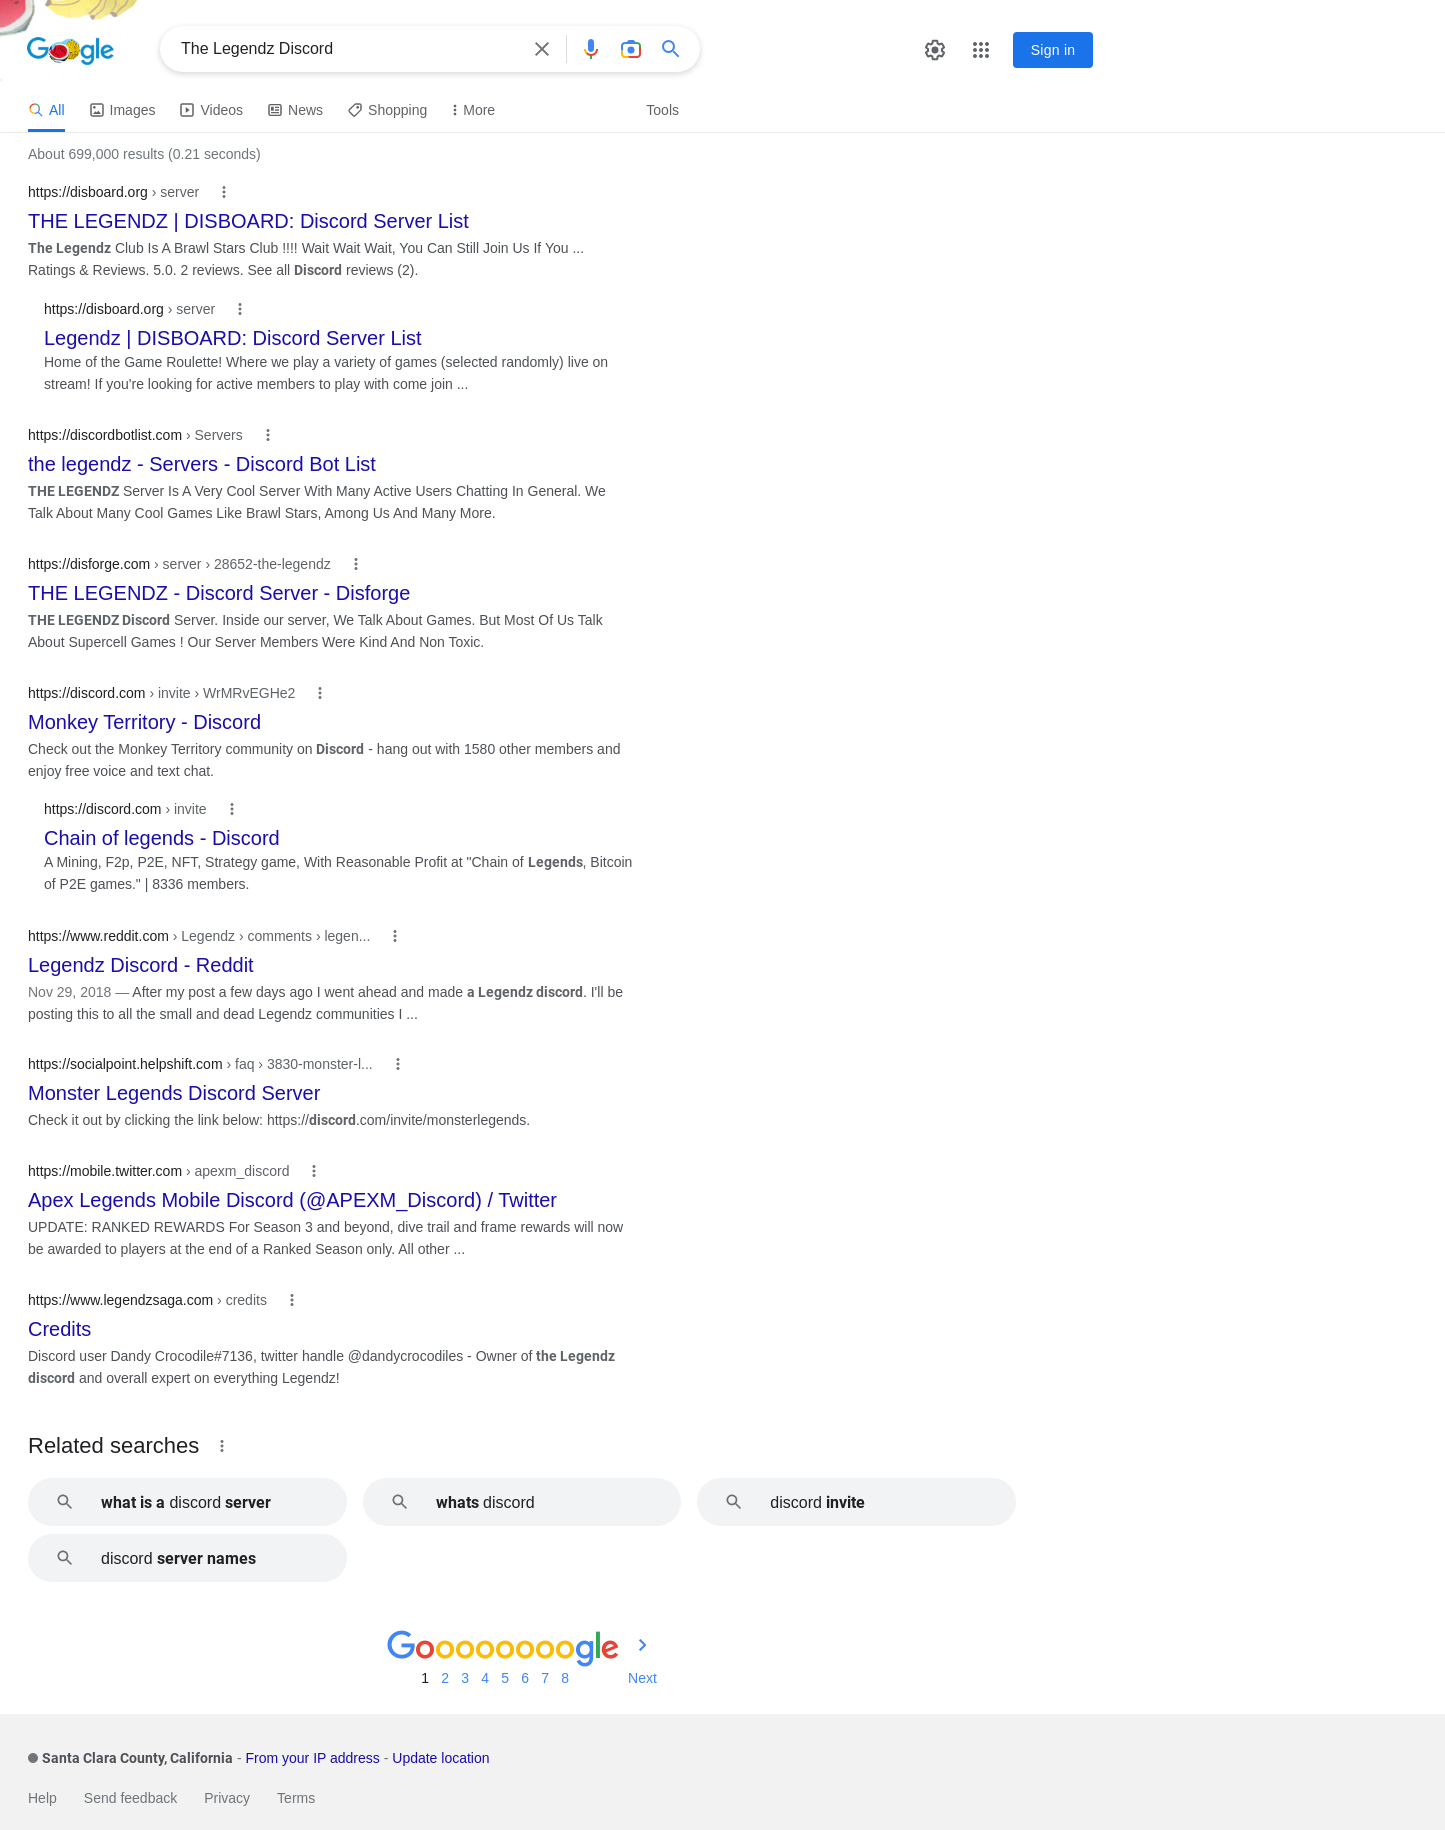 Google
The Legendz Discord
Sign in
All Images Videos News Shopping More Tools
About 699,000 results (0.21 seconds)
https://disboard.org › server
THE LEGENDZ | DISBOARD: Discord Server List
The Legendz Club Is A Brawl Stars Club !!!! Wait Wait Wait, You Can Still Join Us If You ...
Ratings & Reviews. 5.0. 2 reviews. See all Discord reviews (2).
https://disboard.org › server
Legendz | DISBOARD: Discord Server List
Home of the Game Roulette! Where we play a variety of games (selected randomly) live on
stream! If you're looking for active members to play with come join ...
https://discordbotlist.com › Servers
the legendz - Servers - Discord Bot List
THE LEGENDZ Server Is A Very Cool Server With Many Active Users Chatting In General. We
Talk About Many Cool Games Like Brawl Stars, Among Us And Many More.
https://disforge.com › server › 28652-the-legendz
THE LEGENDZ - Discord Server - Disforge
THE LEGENDZ Discord Server. Inside our server, We Talk About Games. But Most Of Us Talk
About Supercell Games ! Our Server Members Were Kind And Non Toxic.
https://discord.com › invite › WrMRvEGHe2
Monkey Territory - Discord
Check out the Monkey Territory community on Discord - hang out with 1580 other members and
enjoy free voice and text chat.
https://discord.com › invite
Chain of legends - Discord
A Mining, F2p, P2E, NFT, Strategy game, With Reasonable Profit at "Chain of Legends, Bitcoin
of P2E games." | 8336 members.
https://www.reddit.com › Legendz › comments › legen...
Legendz Discord - Reddit
Nov 29, 2018 — After my post a few days ago I went ahead and made a Legendz discord. I'll be
posting this to all the small and dead Legendz communities I ...
https://socialpoint.helpshift.com › faq › 3830-monster-l...
Monster Legends Discord Server
Check it out by clicking the link below: https://discord.com/invite/monsterlegends.
https://mobile.twitter.com › apexm_discord
Apex Legends Mobile Discord (@APEXM_Discord) / Twitter
UPDATE: RANKED REWARDS For Season 3 and beyond, dive trail and frame rewards will now
be awarded to players at the end of a Ranked Season only. All other ...
https://www.legendzsaga.com › credits
Credits
Discord user Dandy Crocodile#7136, twitter handle @dandycrocodiles - Owner of the Legendz
discord and overall expert on everything Legendz!
Related searches
what is a discord server
whats discord
discord invite
discord server names
Goooooooogle
1 2 3 4 5 6 7 8 Next
Santa Clara County, California - From your IP address - Update location
Help Send feedback Privacy Terms